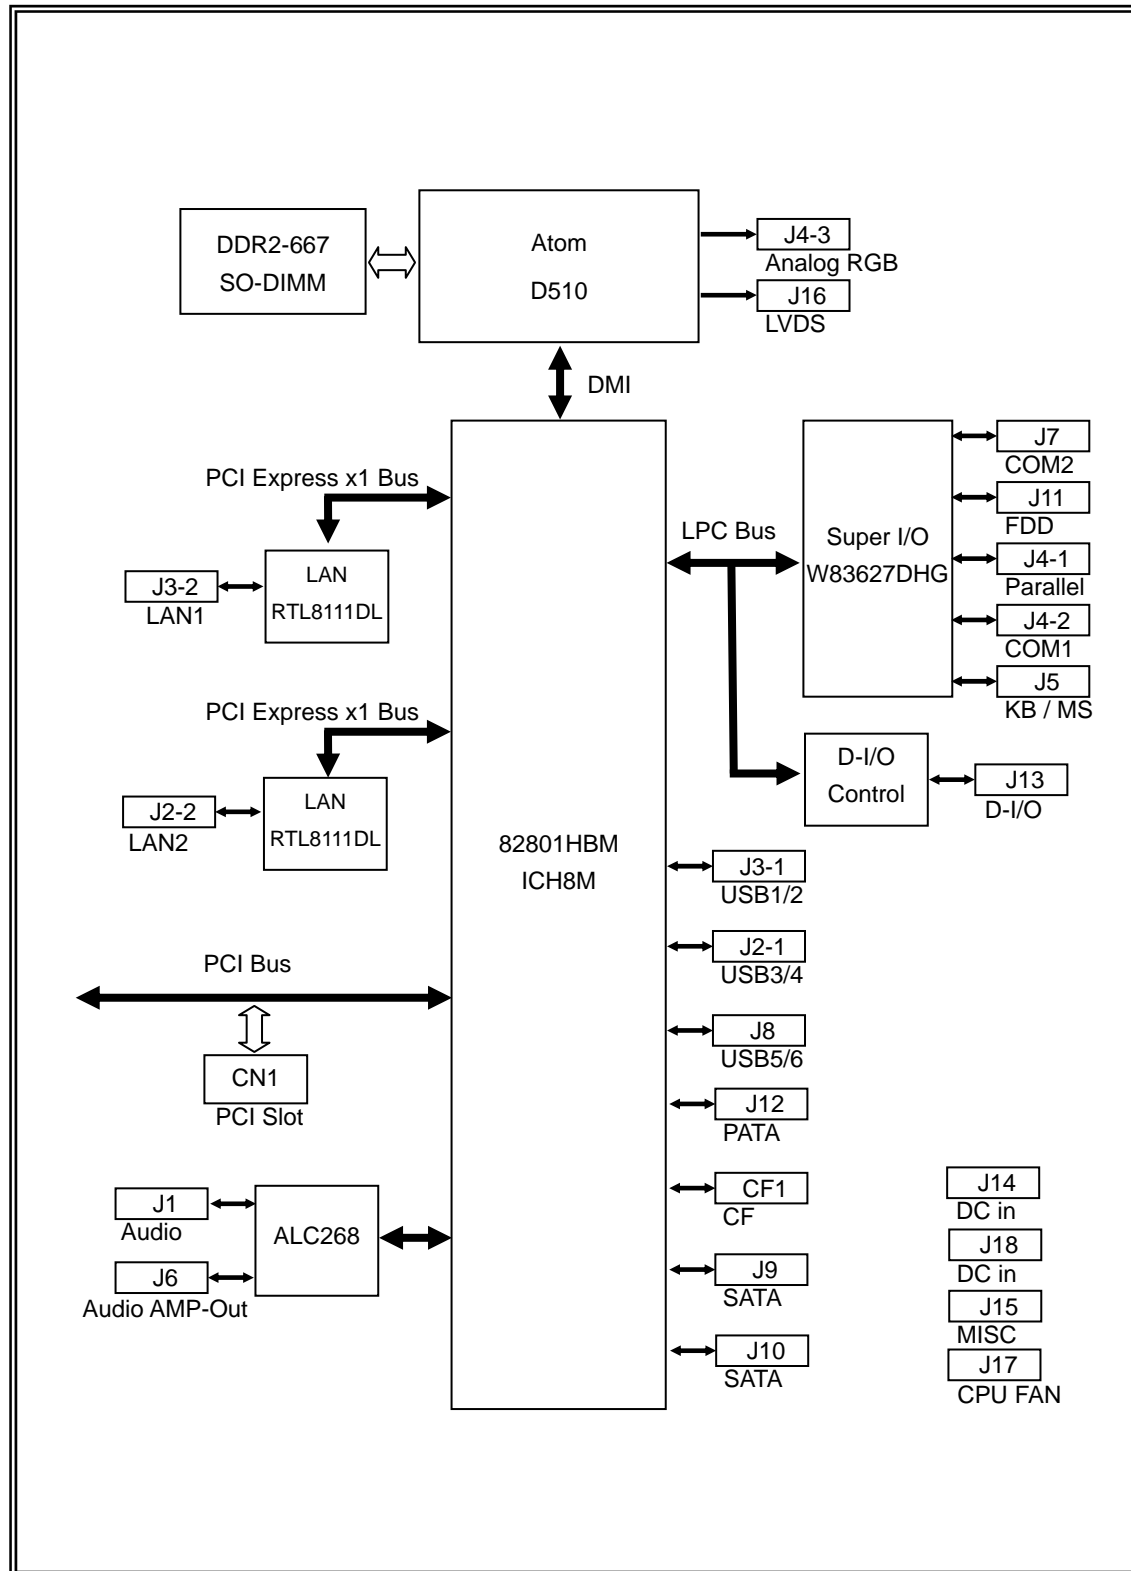 DDR2-667
SO-DIMM
Atom
D510
J4-3
Analog RGB
J16
LVDS
DMI
PCI Express x1 Bus
LAN
RTL8111DL
J3-2
LAN1
PCI Express x1 Bus
LAN
RTL8111DL
J2-2
LAN2
PCI Bus
CN1
PCI Slot
J1
Audio
J6
Audio AMP-Out
ALC268
82801HBM
ICH8M
LPC Bus
Super I/O
W83627DHG
J7
COM2
J11
FDD
J4-1
Parallel
J4-2
COM1
J5
KB / MS
D-I/O
Control
J13
D-I/O
J3-1
USB1/2
J2-1
USB3/4
J8
USB5/6
J12
PATA
CF1
CF
J9
SATA
J10
SATA
J14
DC in
J18
DC in
J15
MISC
J17
CPU FAN